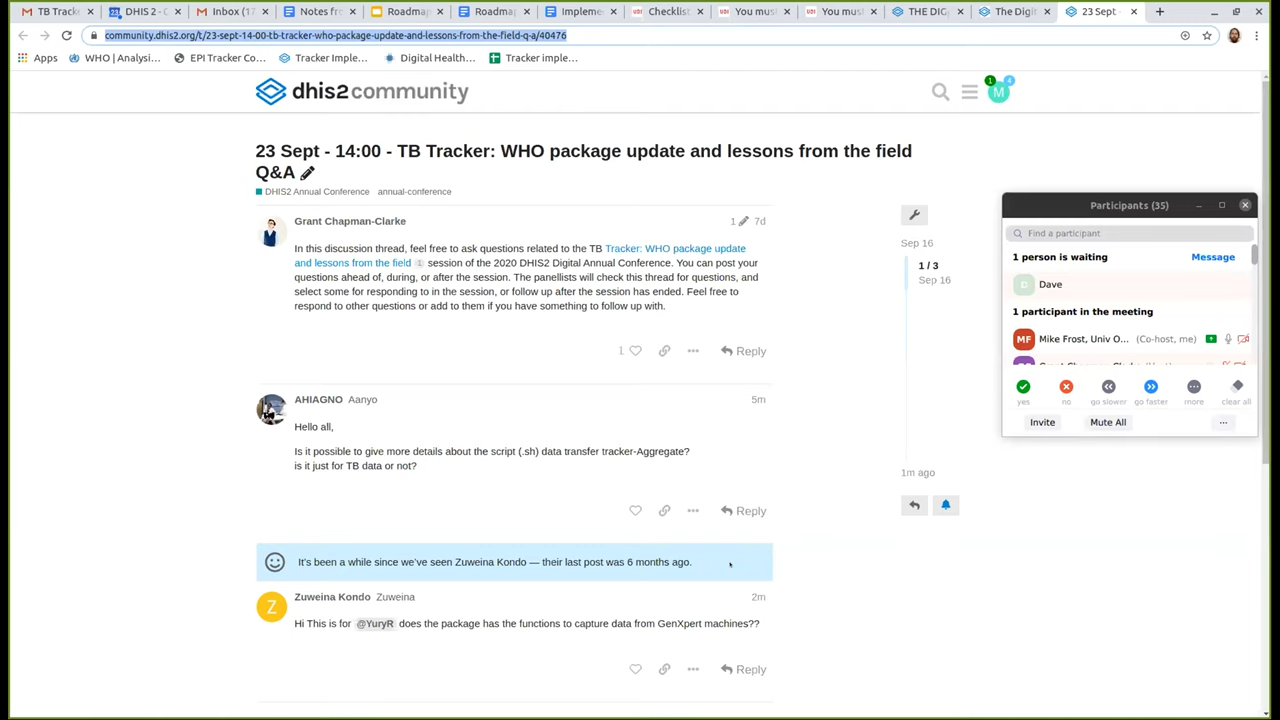 TB Track
DHIS 2 - C
Inbox (17
Notes fro
Roadmap
Roadmap
Impleme
Checklist
You must
You mus
THE DIG
The Digit
23 Sept -
community.dhis2.org/t/23-sept-14-00-tb-tracker-who-package-update-and-lessons-from-the-field-q-a/40476
Apps
WHO | Analysi...
EPI Tracker Co...
Tracker Imple...
Digital Health...
Tracker imple...
dhis2community
1
4
M
23 Sept - 14:00 - TB Tracker: WHO package update and lessons from the field
Q&A
DHIS2 Annual Conference annual-conference
Grant Chapman-Clarke
1 7d
In this discussion thread, feel free to ask questions related to the TB Tracker: WHO package update
and lessons from the field 1 session of the 2020 DHIS2 Digital Annual Conference. You can post your
questions ahead of, during, or after the session. The panellists will check this thread for questions, and
select some for responding to in the session, or follow up after the session has ended. Feel free to
respond to other questions or add to them if you have something to follow up with.
1 Reply
AHIAGNO Aanyo
5m
Hello all,
Is it possible to give more details about the script (.sh) data transfer tracker-Aggregate?
is it just for TB data or not?
Reply
It's been a while since we've seen Zuweina Kondo — their last post was 6 months ago.
Z
Zuweina Kondo Zuweina
2m
Hi This is for @YuryR does the package has the functions to capture data from GenXpert machines??
Reply
Sep 16
1 / 3
Sep 16
1m ago
Participants (35)
Find a participant
1 person is waiting
Message
D
Dave
1 participant in the meeting
MF
Mike Frost, Univ O... (Co-host, me)
yes
no
go slower
go faster
more
clear all
Invite
Mute All
...